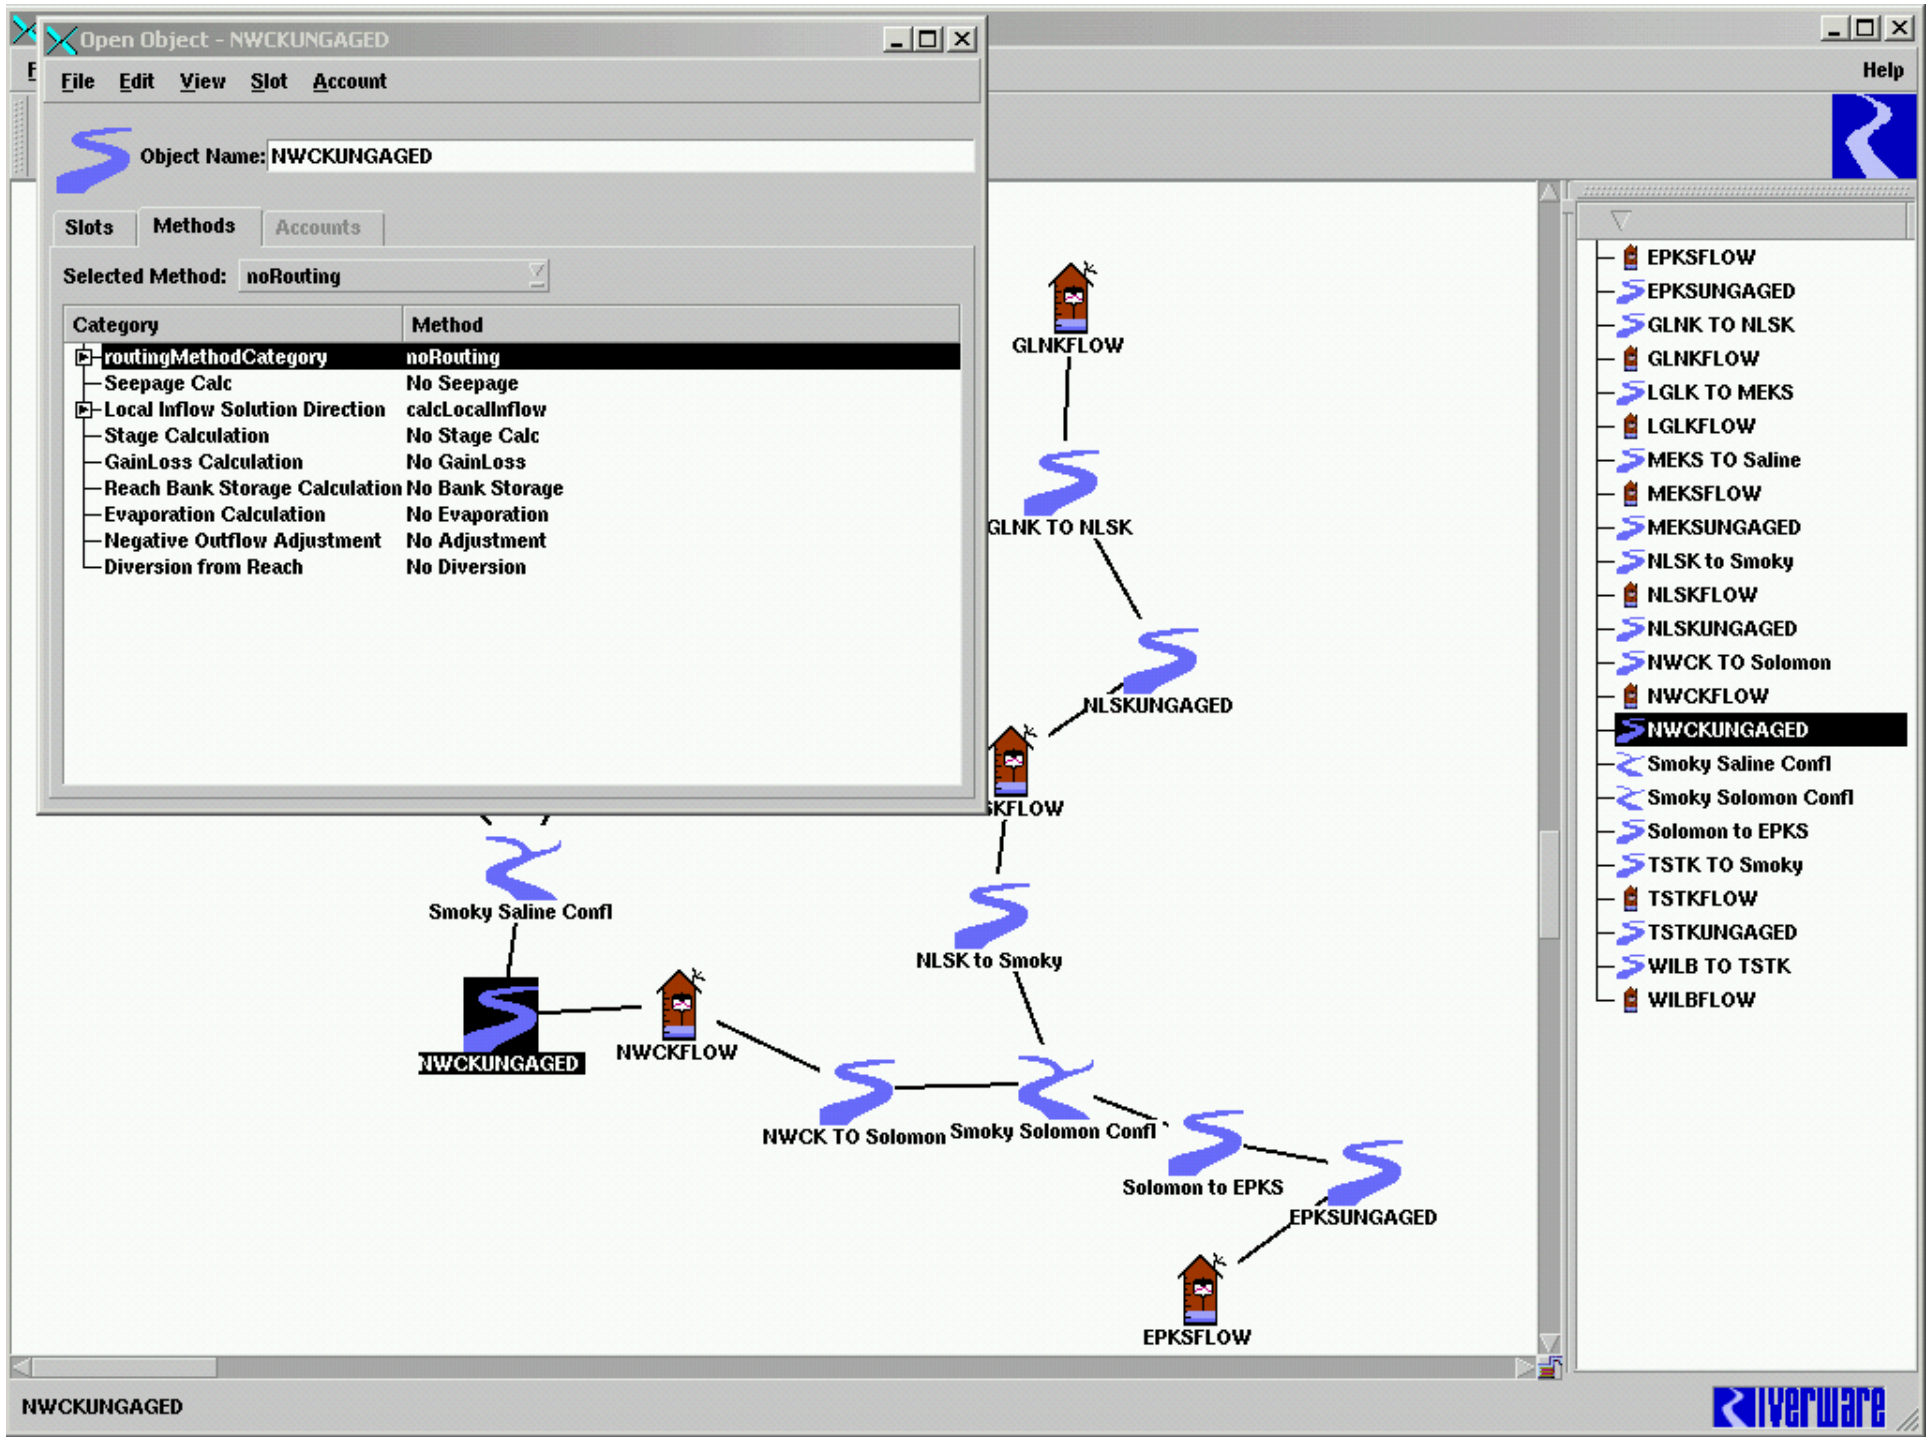 Open Object - NWCKUNGAGED
File Edit View Slot Account
Help
Object Name: NWCKUNGAGED
Slots Methods Accounts
Selected Method: noRouting
Category Method
routingMethodCategory noRouting
Seepage Calc No Seepage
Local Inflow Solution Direction calcLocalInflow
Stage Calculation No Stage Calc
GainLoss Calculation No GainLoss
Reach Bank Storage Calculation No Bank Storage
Evaporation Calculation No Evaporation
Negative Outflow Adjustment No Adjustment
Diversion from Reach No Diversion
GLNKFLOW
GLNK TO NLSK
NLSKUNGAGED
SKFLOW
Smoky Saline Confl
NLSK to Smoky
NWCKUNGAGED
NWCKFLOW
NWCK TO Solomon
Smoky Solomon Confl
Solomon to EPKS
EPKSUNGAGED
EPKSFLOW
EPKSFLOW
EPKSUNGAGED
GLNK TO NLSK
GLNKFLOW
LGLK TO MEKS
LGLKFLOW
MEKS TO Saline
MEKSFLOW
MEKSUNGAGED
NLSK to Smoky
NLSKFLOW
NLSKUNGAGED
NWCK TO Solomon
NWCKFLOW
NWCKUNGAGED
Smoky Saline Confl
Smoky Solomon Confl
Solomon to EPKS
TSTK TO Smoky
TSTKFLOW
TSTKUNGAGED
WILB TO TSTK
WILBFLOW
NWCKUNGAGED
Riverware